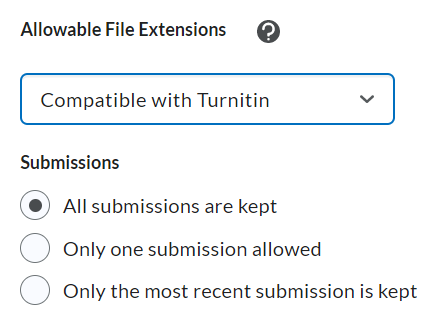 Allowable File Extensions ?
Compatible with Turnitin
Submissions
All submissions are kept
Only one submission allowed
Only the most recent submission is kept